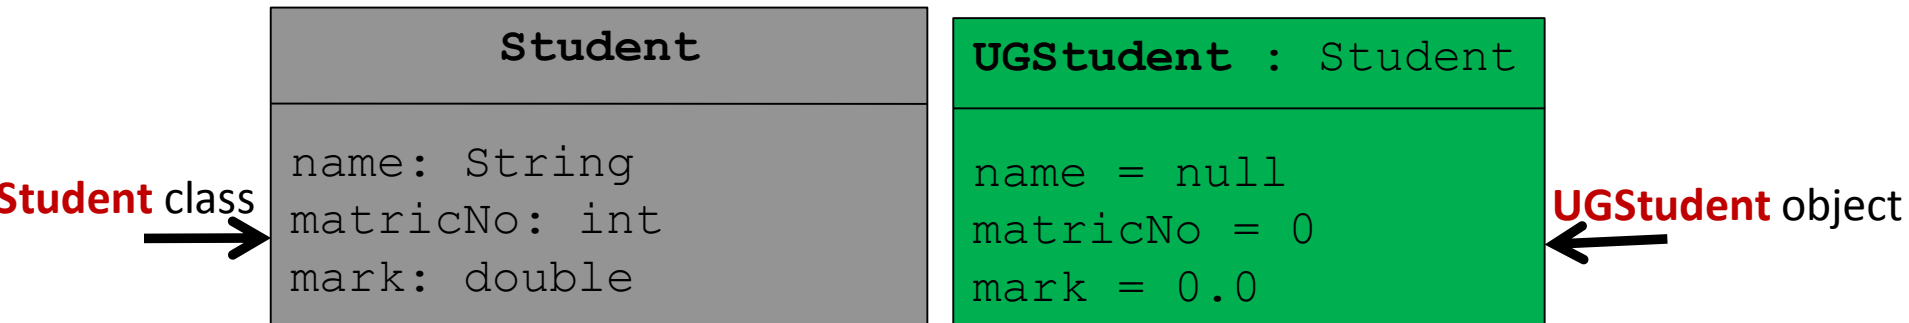 Student
name: String
matricNo: int
mark: double
Student class
UGStudent : Student
name = null
matricNo = 0
mark = 0.0
UGStudent object